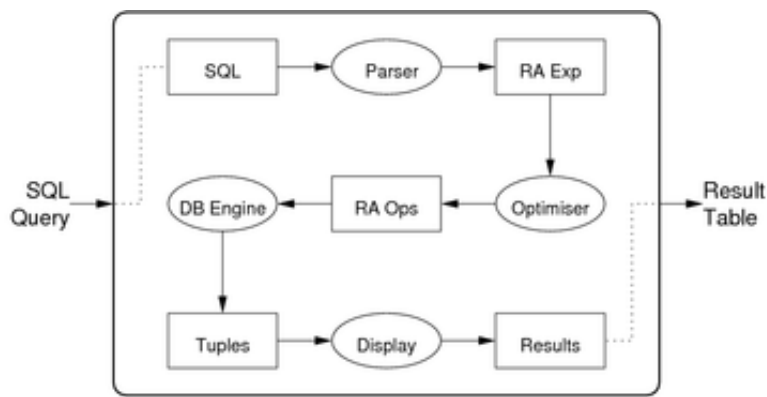 SQL
Parser
RA Exp
SQL
Query
DB Engine
RA Ops
Optimiser
Result
Table
Tuples
Display
Results